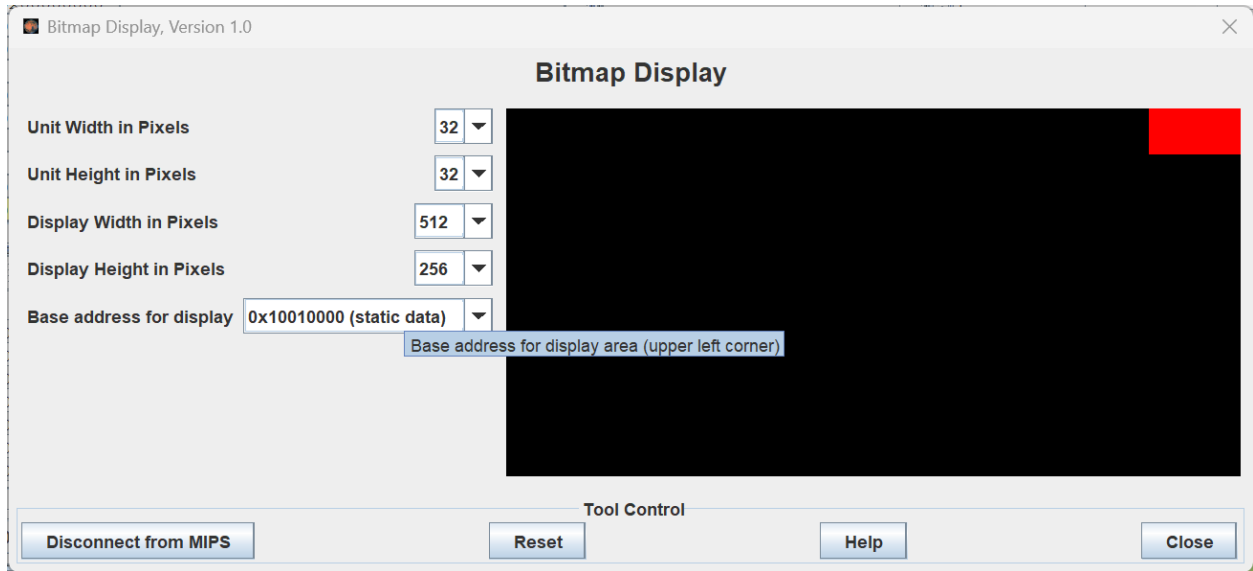 Bitmap Display, Version 1.0
Bitmap Display
Unit Width in Pixels 32
Unit Height in Pixels 32
Display Width in Pixels 512
Display Height in Pixels 256
Base address for display 0x10010000 (static data)
Base address for display area (upper left corner)
Tool Control
Disconnect from MIPS Reset Help Close